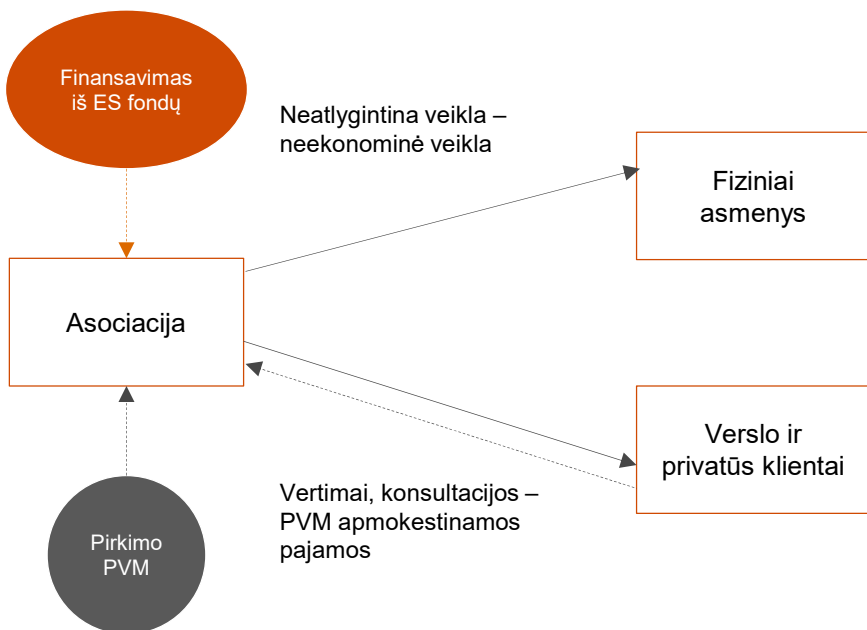 Finansavimas
iš ES fondų
Neatlygintina veikla –
neekonominė veikla
Fiziniai
asmenys
Asociacija
Verslo ir
privatūs klientai
Vertimai, konsultacijos –
PVM apmokestinamos
pajamos
Pirkimo
PVM